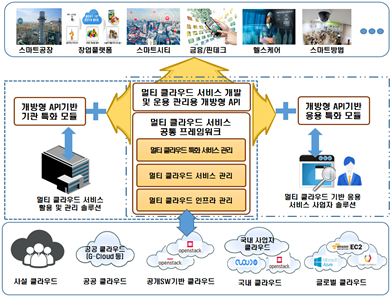 스마트공장 창업플랫폼 스마트시티 금융/핀테크 헬스케어 스마트방법
멀티 클라우드 서비스 개발
및 운용 관리용 개방형 API
개방형 API기반
기관 특화 모듈
멀티 클라우드 서비스
공통 프레임워크
개방형 API기반
응용 특화 모듈
멀티 클라우드 특화 서비스 관리
멀티 클라우드 서비스 관리
멀티 클라우드 인프라 관리
멀티 클라우드 서비스
활용 및 관리 솔루션
멀티 클라우드 기반 응용
서비스 사업자 솔루션
공공 클라우드
(G-Cloud 등)
openstack
국내 사업자
클라우드
openstack
EC2
Microsoft
Azure
사설 클라우드 공공 클라우드 공개SW기반 클라우드 국내 클라우드 글로벌 클라우드